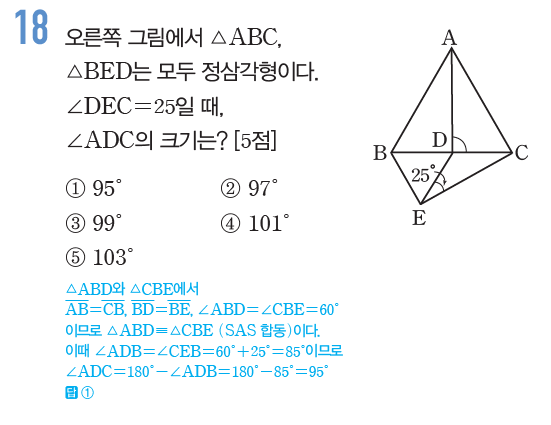 18 오른쪽 그림에서 △ABC,
△BED는 모두 정삼각형이다.
∠DEC=25일 때,
∠ADC의 크기는? [5점]
① 95° ② 97°
③ 99° ④ 101°
⑤ 103°
A
B D C
25°
E
△ABD와 △CBE에서
A̅B̅=C̅B̅, B̅D̅=B̅E̅, ∠ABD=∠CBE=60°
이므로 △ABD≡△CBE (SAS 합동)이다.
이때 ∠ADB=∠CEB=60°+25°=85°이므로
∠ADC=180°-∠ADB=180°-85°=95°
답 ①